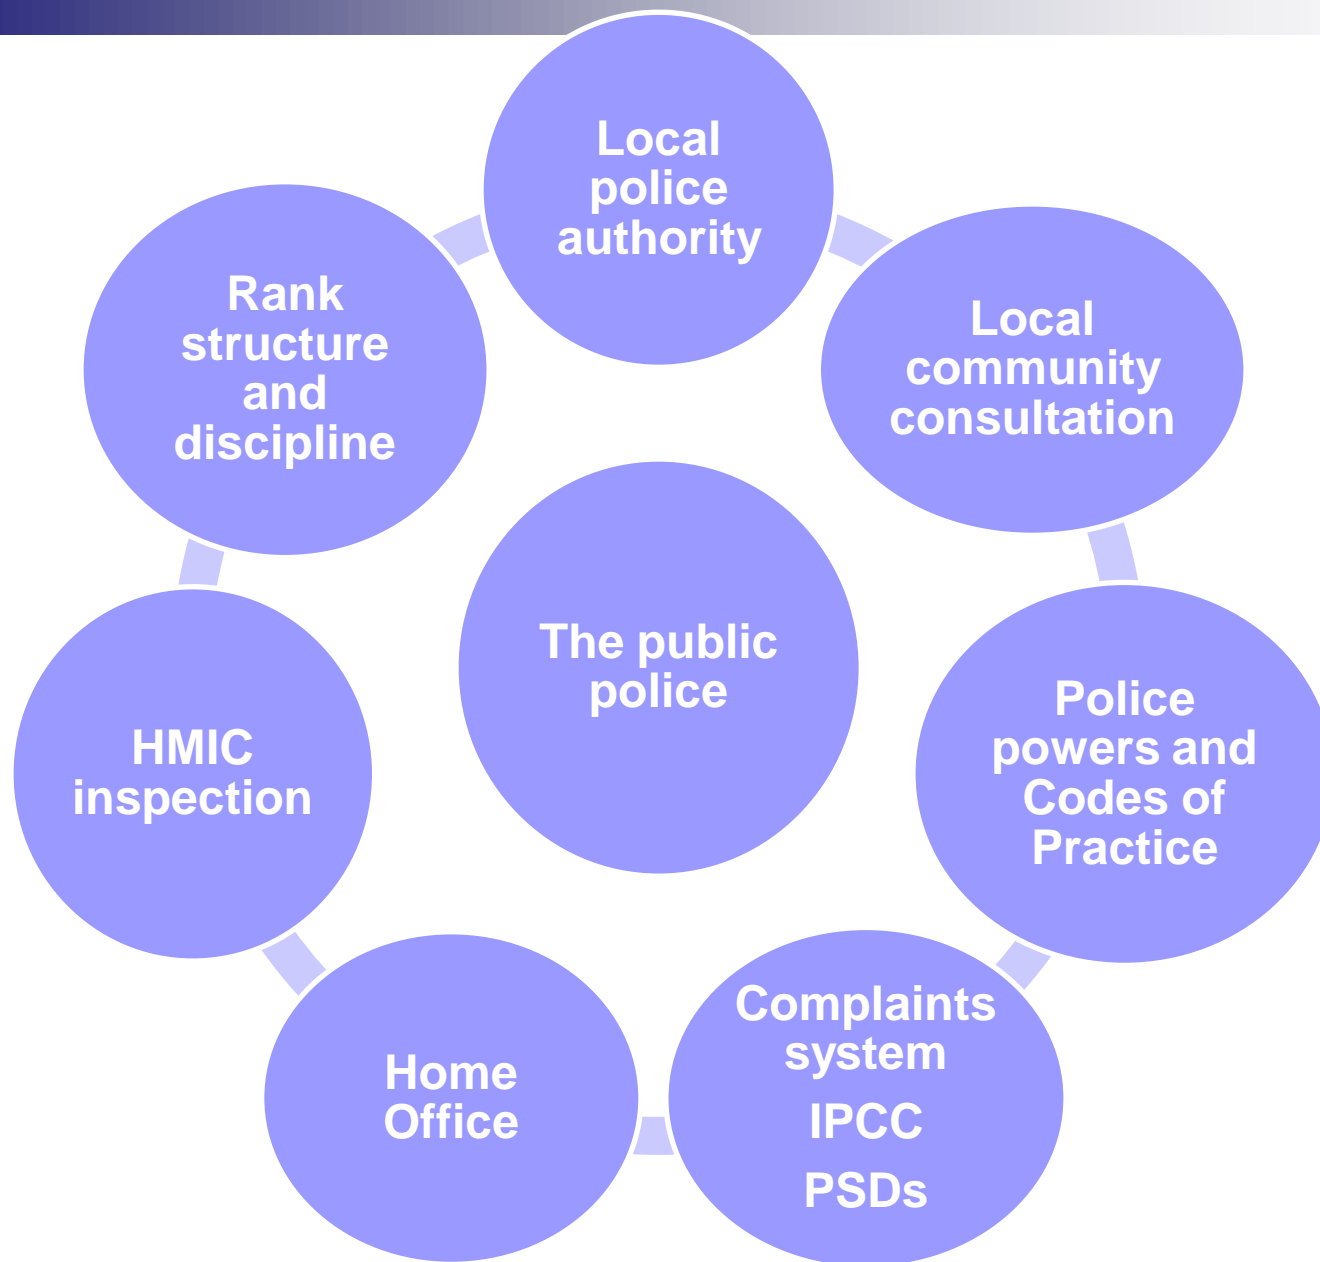 Local
police
authority
Local
community
consultation
Police
powers and
Codes of
Practice
Complaints
system
IPCC
PSDs
Home
Office
HMIC
inspection
Rank
structure
and
discipline
The public
police